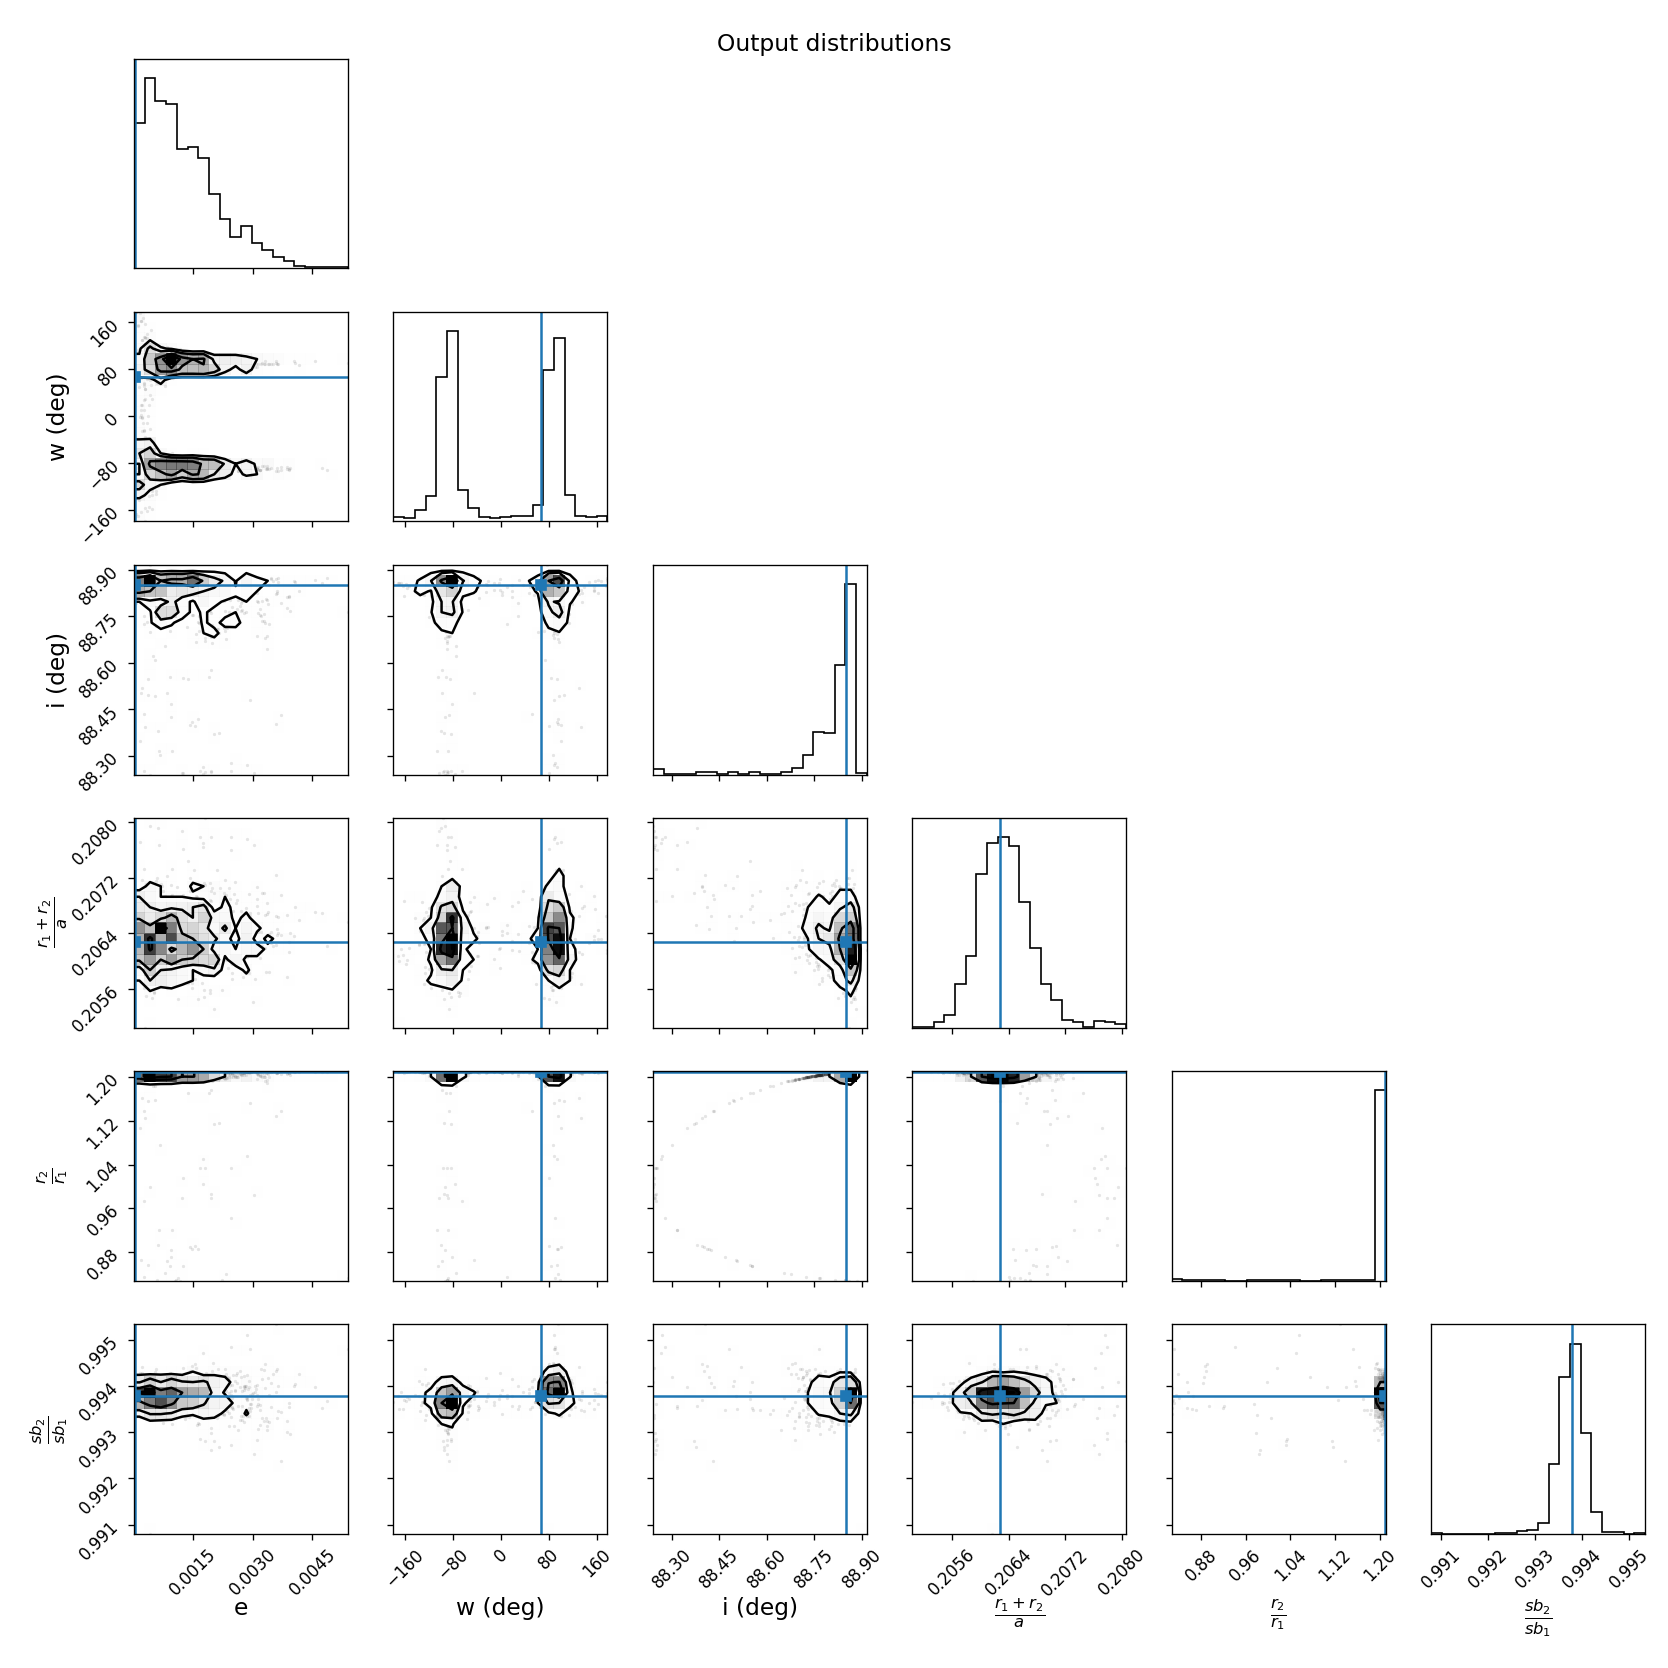 Output distributions
w (deg)
160
80
0
−80
−160
i (deg)
88.90
88.75
88.60
88.45
88.30
r₁ + r₂
a
0.2080
0.2072
0.2064
0.2056
r₂
r₁
1.20
1.12
1.04
0.96
0.88
sb₂
sb₁
0.995
0.994
0.993
0.992
0.991
0.0015 0.0030 0.0045 −160 −80 0 80 160 88.30 88.45 88.60 88.75 88.90 0.2056 0.2064 0.2072 0.2080 0.88 0.96 1.04 1.12 1.20 0.991 0.992 0.993 0.994 0.995
e w (deg) i (deg) r₁ + r₂ r₂ sb₂
a r₁ sb₁